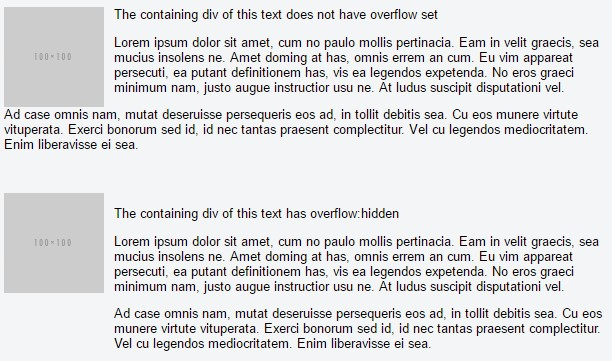 100×100
The containing div of this text does not have overflow set
Lorem ipsum dolor sit amet, cum no paulo mollis pertinacia. Eam in velit graecis, sea
mucius insolens ne. Amet doming at has, omnis errem an cum. Eu vim appareat
persecuti, ea putant definitionem has, vis ea legendos expetenda. No eros graeci
minimum nam, justo augue instructior usu ne. At ludus suscipit disputationi vel.
Ad case omnis nam, mutat deseruisse persequeris eos ad, in tollit debitis sea. Cu eos munere virtute
vituperata. Exerci bonorum sed id, id nec tantas praesent complectitur. Vel cu legendos mediocritatem.
Enim liberavisse ei sea.
100×100
The containing div of this text has overflow:hidden
Lorem ipsum dolor sit amet, cum no paulo mollis pertinacia. Eam in velit graecis, sea
mucius insolens ne. Amet doming at has, omnis errem an cum. Eu vim appareat
persecuti, ea putant definitionem has, vis ea legendos expetenda. No eros graeci
minimum nam, justo augue instructior usu ne. At ludus suscipit disputationi vel.
Ad case omnis nam, mutat deseruisse persequeris eos ad, in tollit debitis sea. Cu eos
munere virtute vituperata. Exerci bonorum sed id, id nec tantas praesent complectitur.
Vel cu legendos mediocritatem. Enim liberavisse ei sea.